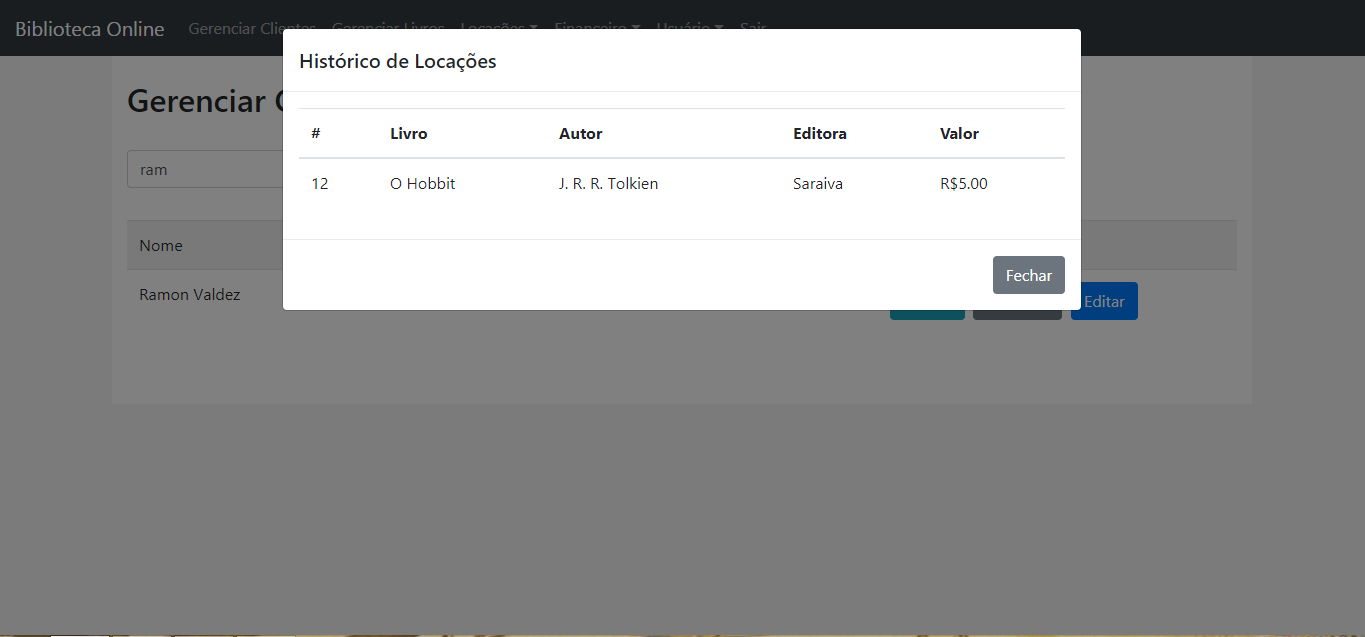 Biblioteca Online Gerenciar Clientes Gerenciar Livros Locações Financeiro Usuário Sair
Histórico de Locações
Gerenciar
# Livro Autor Editora Valor
ram
12 O Hobbit J. R. R. Tolkien Saraiva R$5.00
Nome
Fechar
Ramon Valdez
Editar